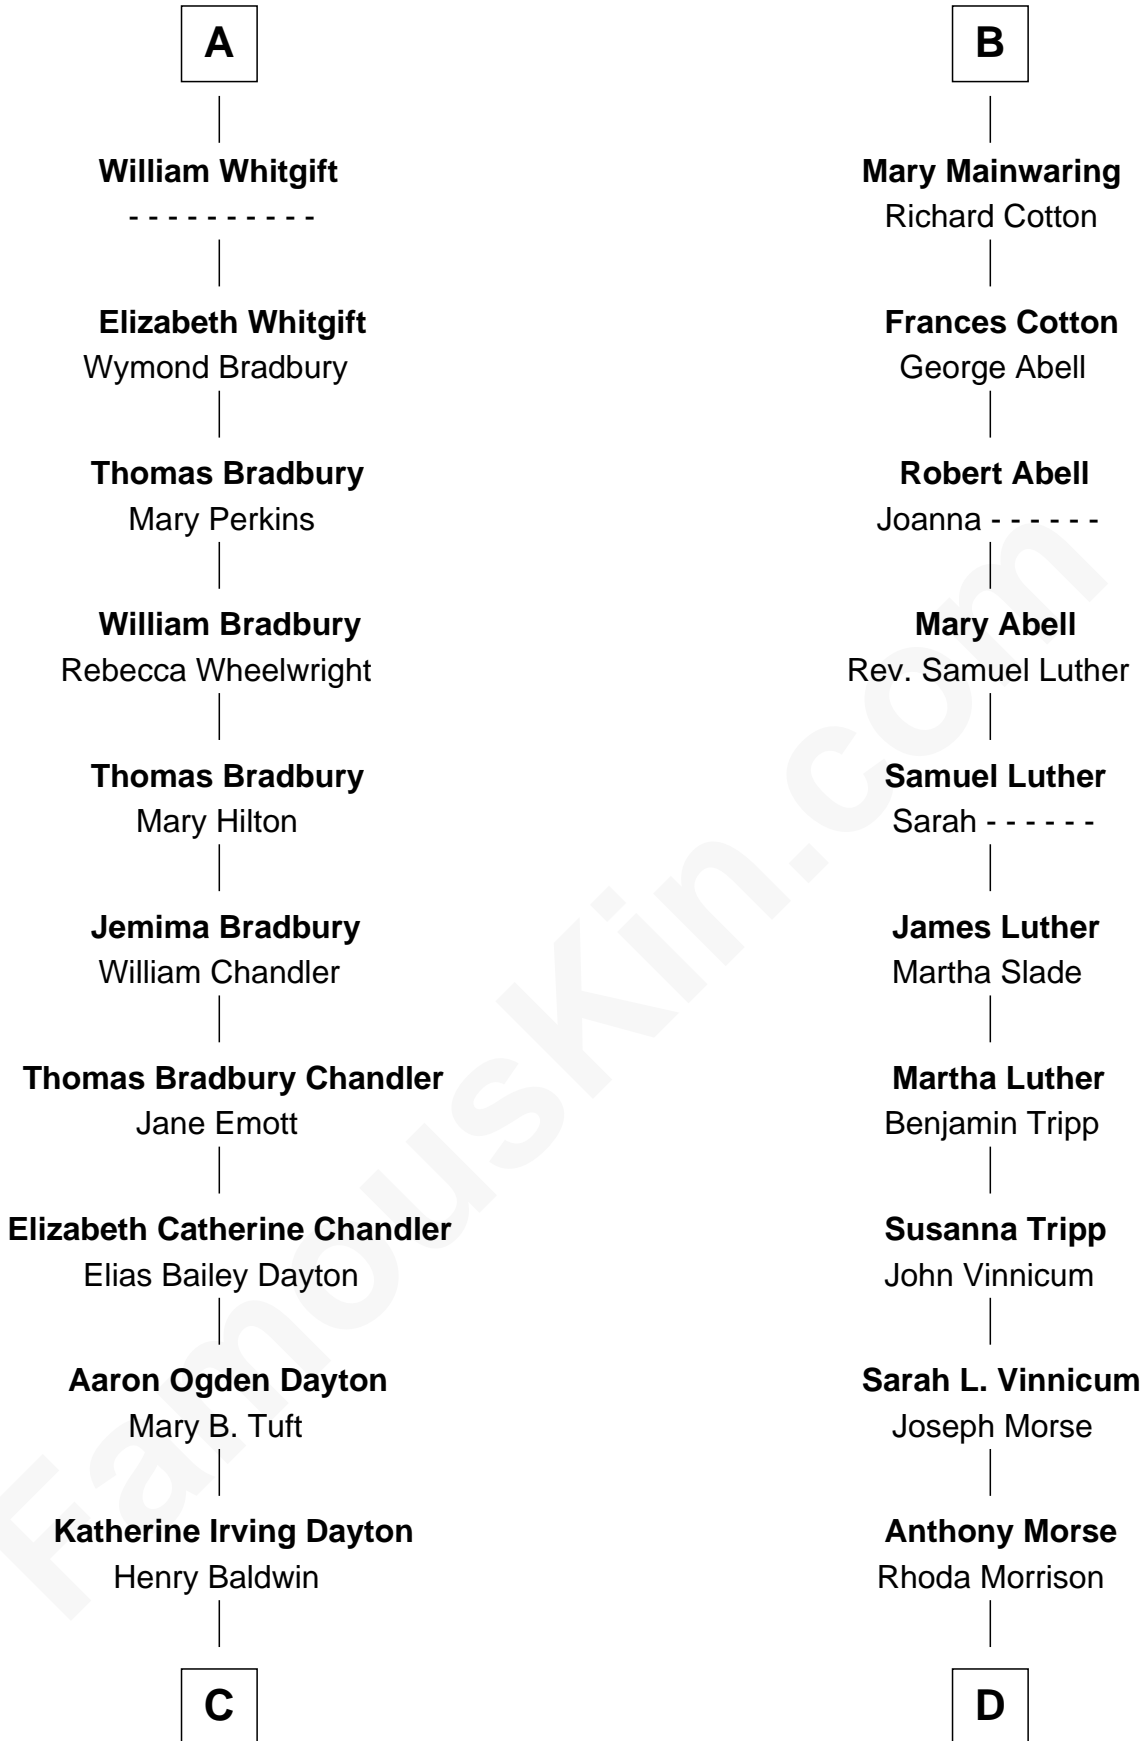 A
William Whitgift
- - - - - - - - - -
Elizabeth Whitgift
Wymond Bradbury
Thomas Bradbury
Mary Perkins
William Bradbury
Rebecca Wheelwright
Thomas Bradbury
Mary Hilton
Jemima Bradbury
William Chandler
Thomas Bradbury Chandler
Jane Emott
Elizabeth Catherine Chandler
Elias Bailey Dayton
Aaron Ogden Dayton
Mary B. Tuft
Katherine Irving Dayton
Henry Baldwin
C
B
Mary Mainwaring
Richard Cotton
Frances Cotton
George Abell
Robert Abell
Joanna - - - - - -
Mary Abell
Rev. Samuel Luther
Samuel Luther
Sarah - - - - - -
James Luther
Martha Slade
Martha Luther
Benjamin Tripp
Susanna Tripp
John Vinnicum
Sarah L. Vinnicum
Joseph Morse
Anthony Morse
Rhoda Morrison
D
FamousKin.com